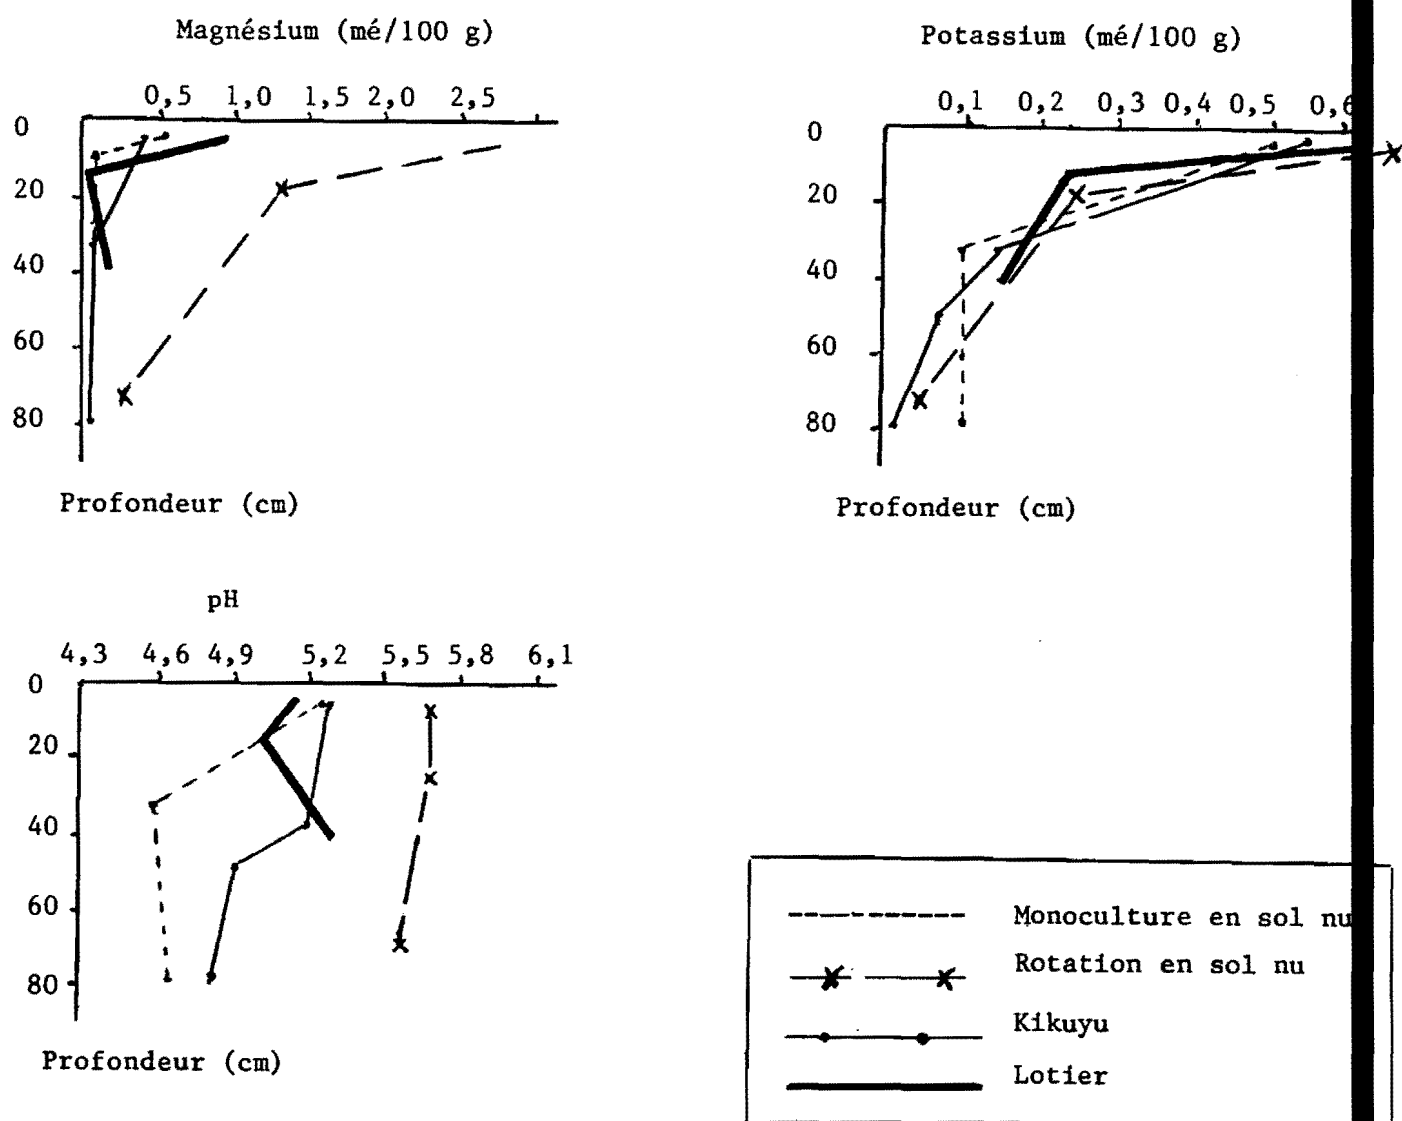 Magnésium (mé/100 g)
0,5 1,0 1,5 2,0 2,5
0
20
40
60
80
Profondeur (cm)
Potassium (mé/100 g)
0,1 0,2 0,3 0,4 0,5 0,6
0
20
40
60
80
Profondeur (cm)
pH
4,3 4,6 4,9 5,2 5,5 5,8 6,1
0
20
40
60
80
Profondeur (cm)
Monoculture en sol nu
Rotation en sol nu
Kikuyu
Lotier